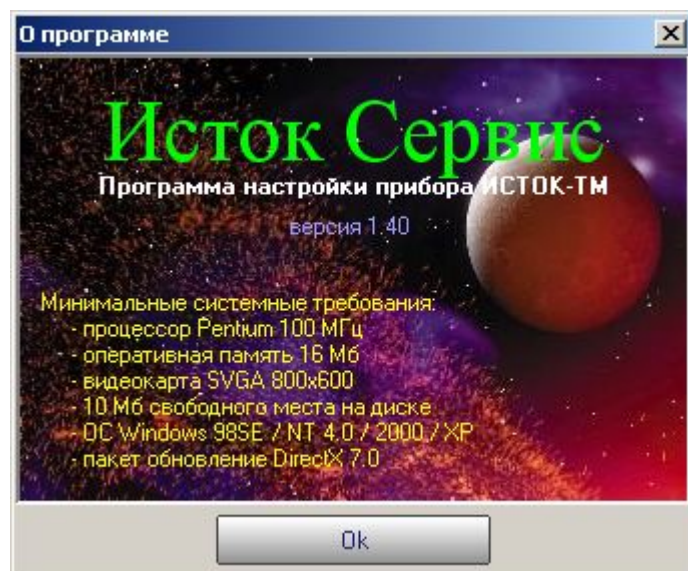 О программе
Исток Сервис
Программа настройки прибора ИСТОК-ТМ
версия 1.40
Минимальные системные требования:
- процессор Pentium 100 МГц
- оперативная память 16 Мб
- видеокарта SVGA 800x600
- 10 Мб свободного места на диске
- ОС Windows 98SE / NT 4.0 / 2000 / XP
- пакет обновление DirectX 7.0
Ok